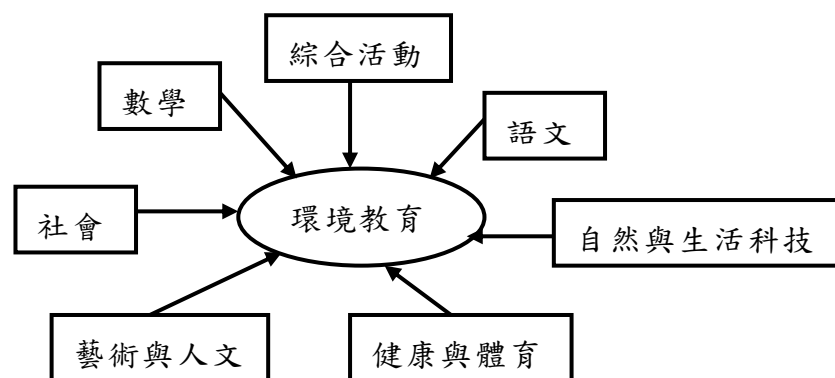 綜合活動
數學
語文
社會
環境教育
自然與生活科技
藝術與人文
健康與體育